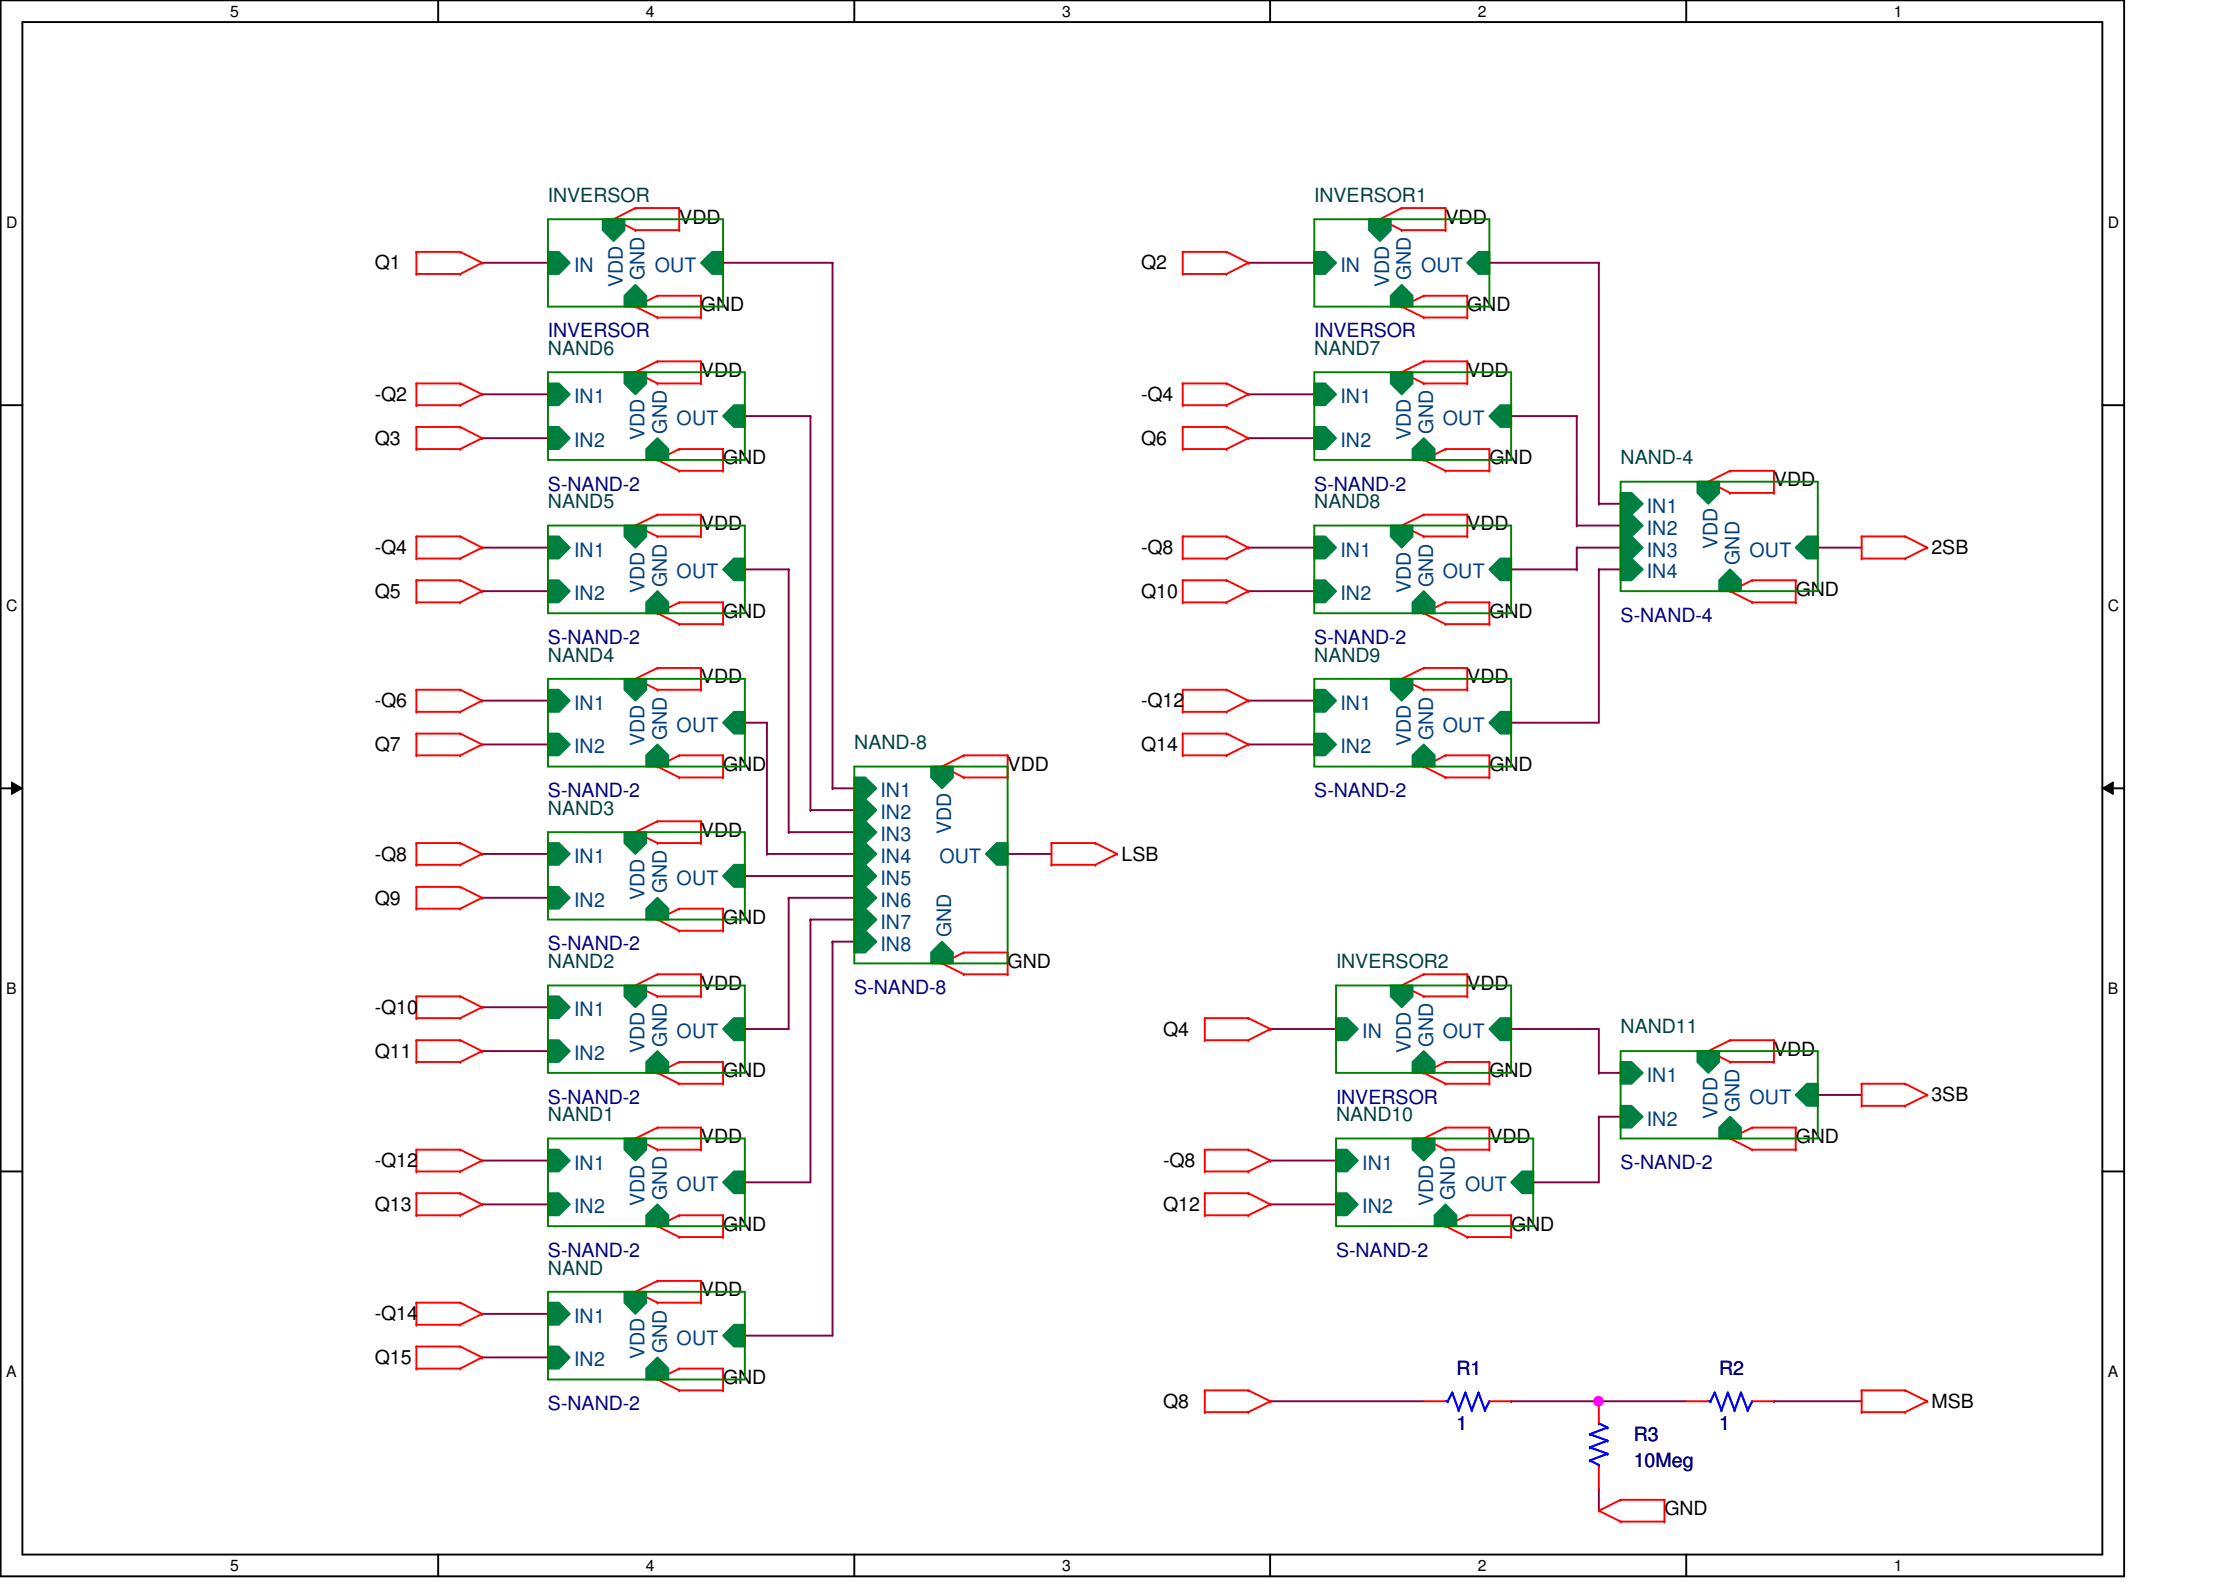 5 4 3 2 1
D D
C C
B B
A A
INVERSOR
VDD
Q1
IN
VDD
GND
OUT
GND
INVERSOR
NAND6
VDD
-Q2
IN1
Q3
IN2
VDD
GND
OUT
GND
S-NAND-2
NAND5
VDD
-Q4
IN1
Q5
IN2
VDD
GND
OUT
GND
S-NAND-2
NAND4
VDD
-Q6
IN1
Q7
IN2
VDD
GND
OUT
GND
S-NAND-2
NAND3
VDD
-Q8
IN1
Q9
IN2
VDD
GND
OUT
GND
S-NAND-2
NAND2
VDD
-Q10
IN1
Q11
IN2
VDD
GND
OUT
GND
S-NAND-2
NAND1
VDD
-Q12
IN1
Q13
IN2
VDD
GND
OUT
GND
S-NAND-2
NAND
VDD
-Q14
IN1
Q15
IN2
VDD
GND
OUT
GND
S-NAND-2
NAND-8
VDD
IN1
IN2
IN3
IN4
IN5
IN6
IN7
IN8
VDD
GND
OUT
LSB
GND
S-NAND-8
INVERSOR1
VDD
Q2
IN
VDD
GND
OUT
GND
INVERSOR
NAND7
VDD
-Q4
IN1
Q6
IN2
VDD
GND
OUT
GND
S-NAND-2
NAND8
VDD
-Q8
IN1
Q10
IN2
VDD
GND
OUT
GND
S-NAND-2
NAND9
VDD
-Q12
IN1
Q14
IN2
VDD
GND
OUT
GND
S-NAND-2
NAND-4
VDD
IN1
IN2
IN3
IN4
VDD
GND
OUT
2SB
GND
S-NAND-4
INVERSOR2
VDD
Q4
IN
VDD
GND
OUT
GND
INVERSOR
NAND10
VDD
-Q8
IN1
Q12
IN2
VDD
GND
OUT
GND
S-NAND-2
NAND11
VDD
IN1
IN2
VDD
GND
OUT
3SB
GND
S-NAND-2
Q8
R1
1
R2
1
MSB
R3
10Meg
GND
5 4 3 2 1